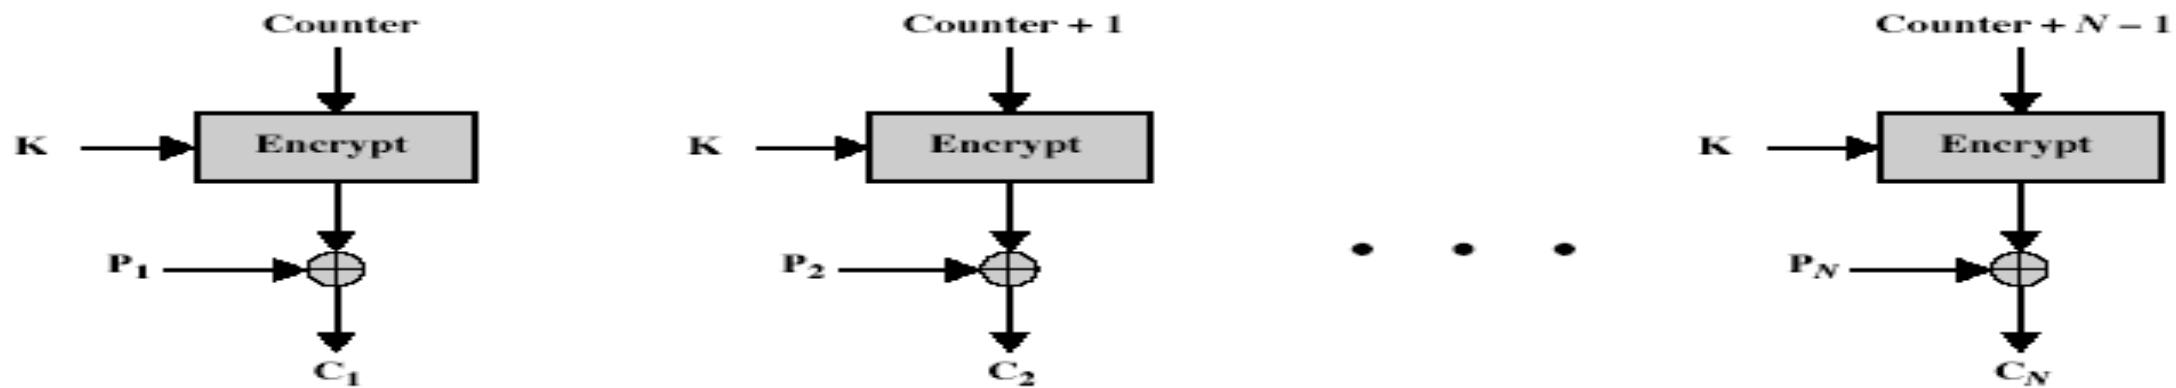 Counter Counter + 1 Counter + N – 1
K Encrypt K Encrypt K Encrypt
P1 P2 • • • PN
C1 C2 CN